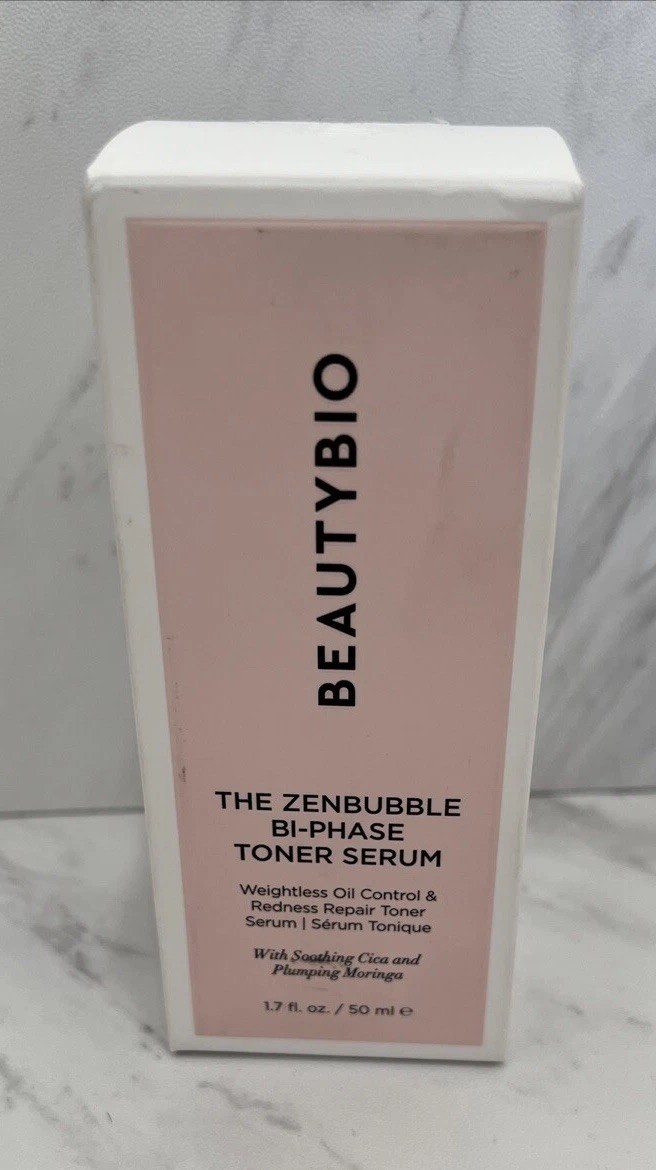 BEAUTYBIO
THE ZENBUBBLE
BI-PHASE
TONER SERUM
Weightless Oil Control &
Redness Repair Toner
Serum | Sérum Tonique
With Soothing Cica and
Plumping Moringa
1.7 fl. oz. / 50 ml ℮